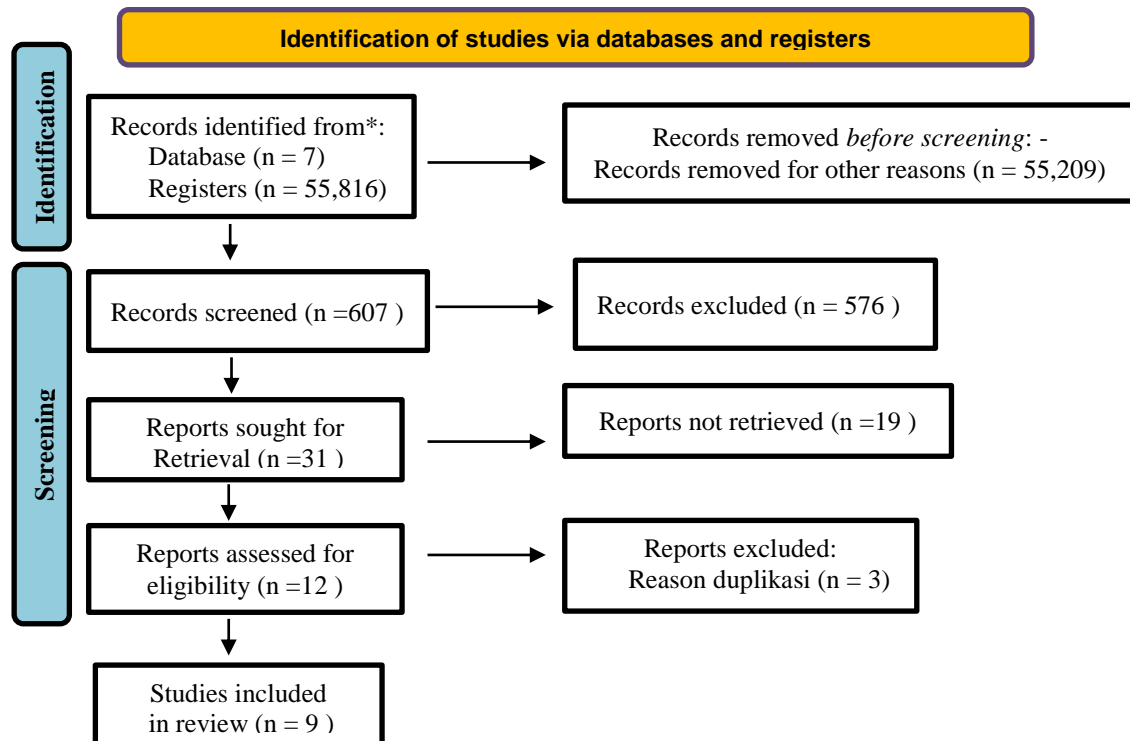 Identification of studies via databases and registers
Identification
Records identified from*:
Database (n = 7)
Registers (n = 55,816)
Records removed before screening: -
Records removed for other reasons (n = 55,209)
Screening
Records screened (n =607 )
Records excluded (n = 576 )
Reports sought for
Retrieval (n =31 )
Reports not retrieved (n =19 )
Reports assessed for
eligibility (n =12 )
Reports excluded:
Reason duplikasi (n = 3)
Studies included
in review (n = 9 )